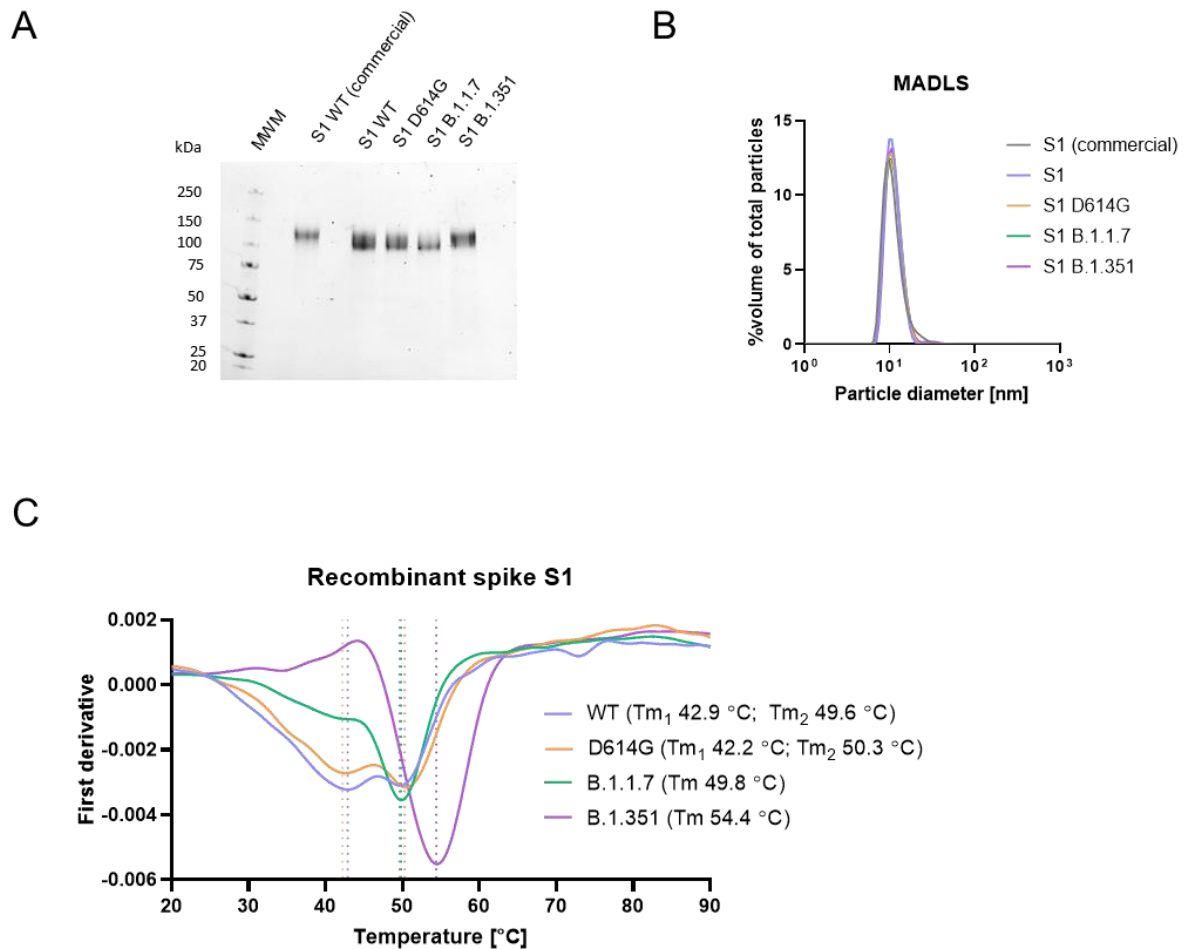 A
MWM
S1 WT (commercial)
S1 WT
S1 D614G
S1 B.1.1.7
S1 B.1.351
kDa
250
150
100
75
50
37
25
20
B
MADLS
%volume of total particles
15
10
5
0
10⁰
10¹
10²
10³
Particle diameter [nm]
S1 (commercial)
S1
S1 D614G
S1 B.1.1.7
S1 B.1.351
C
Recombinant spike S1
First derivative
0.002
0.000
-0.002
-0.004
-0.006
20
30
40
50
60
70
80
90
Temperature [°C]
WT (Tm₁ 42.9 °C; Tm₂ 49.6 °C)
D614G (Tm₁ 42.2 °C; Tm₂ 50.3 °C)
B.1.1.7 (Tm 49.8 °C)
B.1.351 (Tm 54.4 °C)